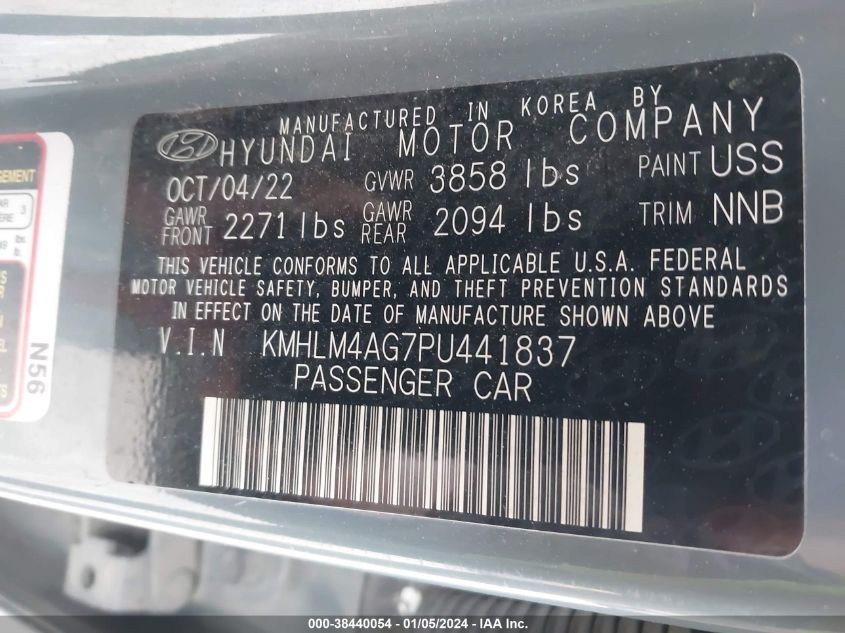 MANUFACTURED IN KOREA BY
HYUNDAI MOTOR COMPANY
OCT/04/22 GVWR 3858 lbs PAINT USS
GAWR FRONT 2271 lbs GAWR REAR 2094 lbs TRIM NNB
THIS VEHICLE CONFORMS TO ALL APPLICABLE U.S.A. FEDERAL
MOTOR VEHICLE SAFETY, BUMPER, AND THEFT PREVENTION STANDARDS
IN EFFECT ON THE DATE OF MANUFACTURE SHOWN ABOVE.
V.I.N KMHLM4AG7PU441837
PASSENGER CAR
N56
000-38440054 - 01/05/2024 - IAAI.